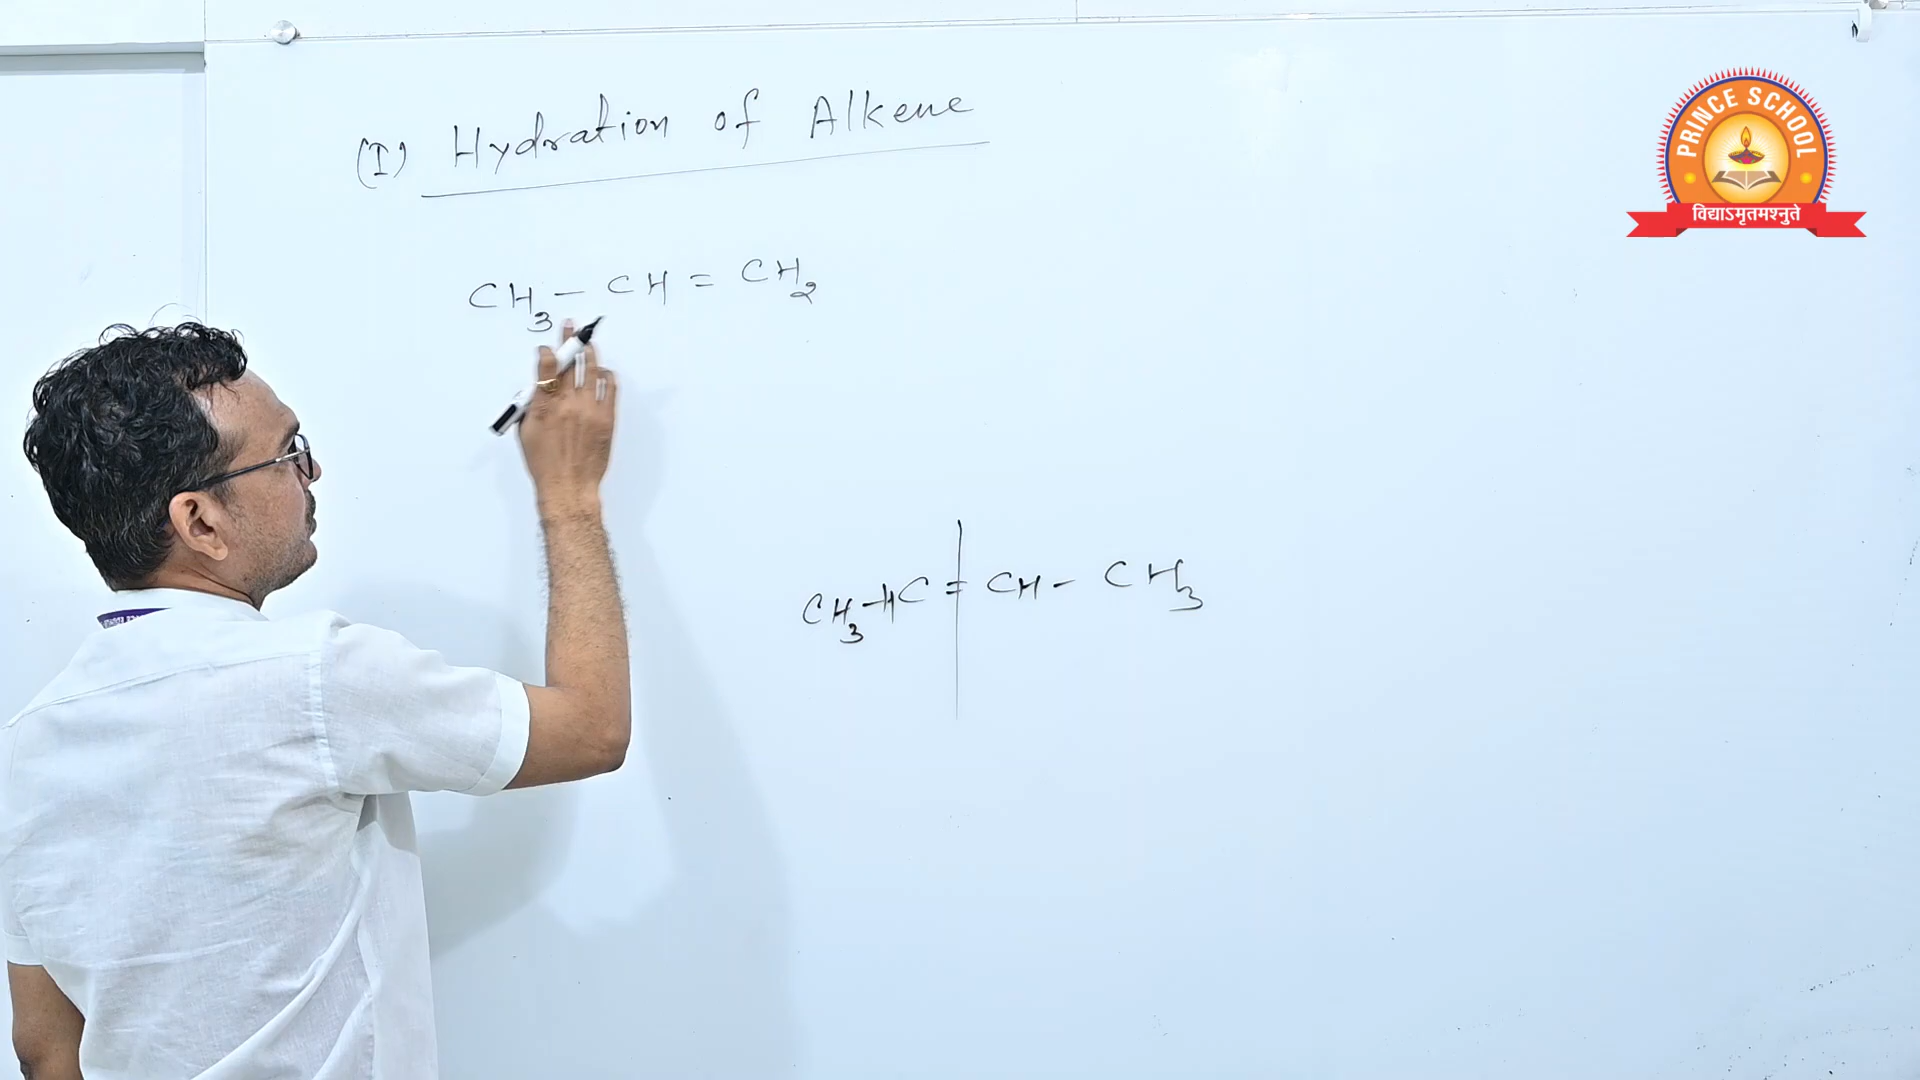 (I) Hydration of Alkene
CH3 - CH = CH2
CH3-HC = CH - CH3
PRINCE SCHOOL
विद्याऽमृतमश्नुते